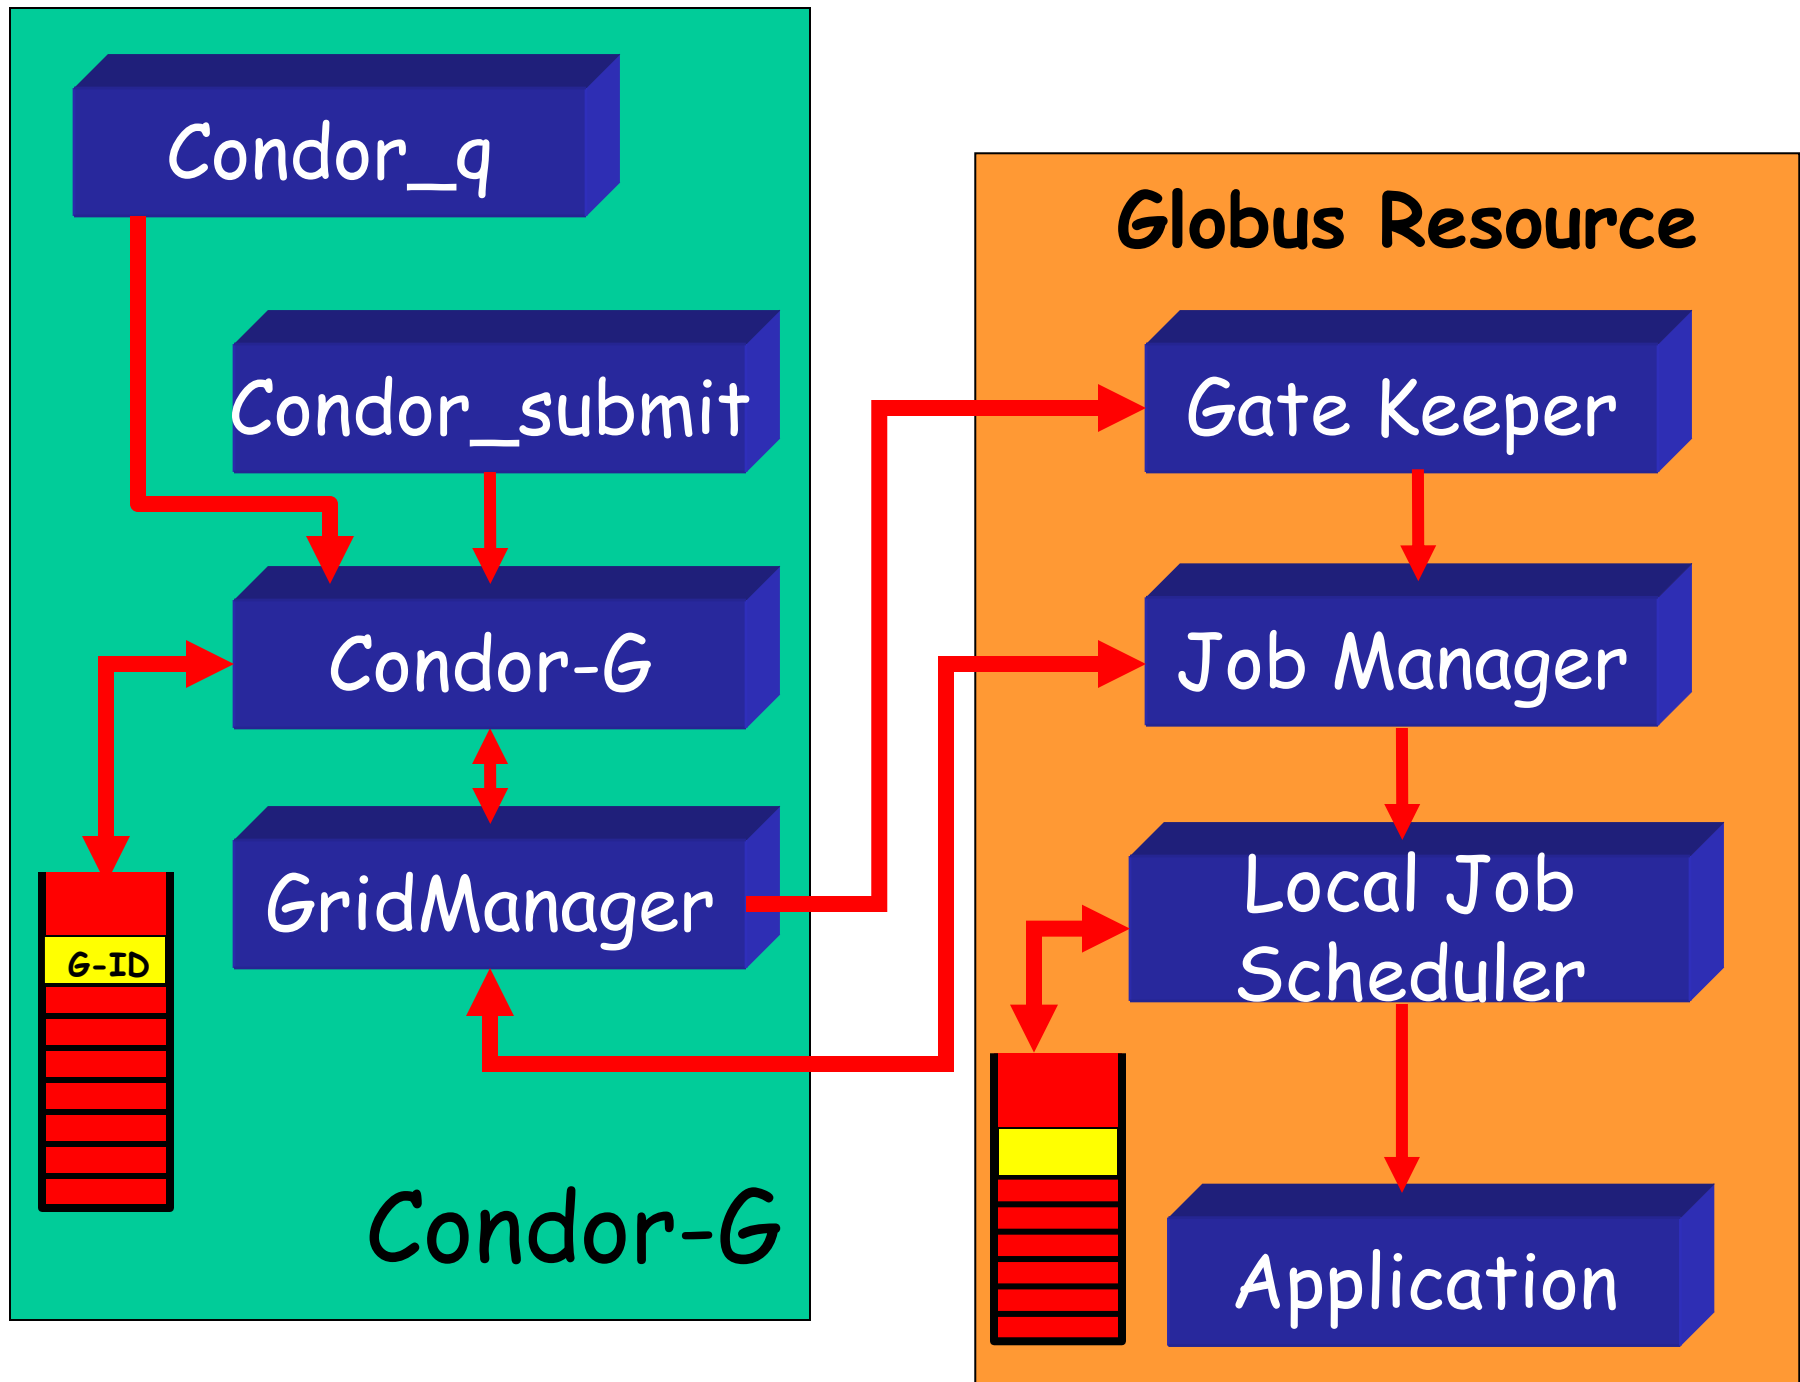 Condor_q
Condor_submit
Condor-G
GridManager
G-ID
Condor-G
Globus Resource
Gate Keeper
Job Manager
Local Job
Scheduler
Application